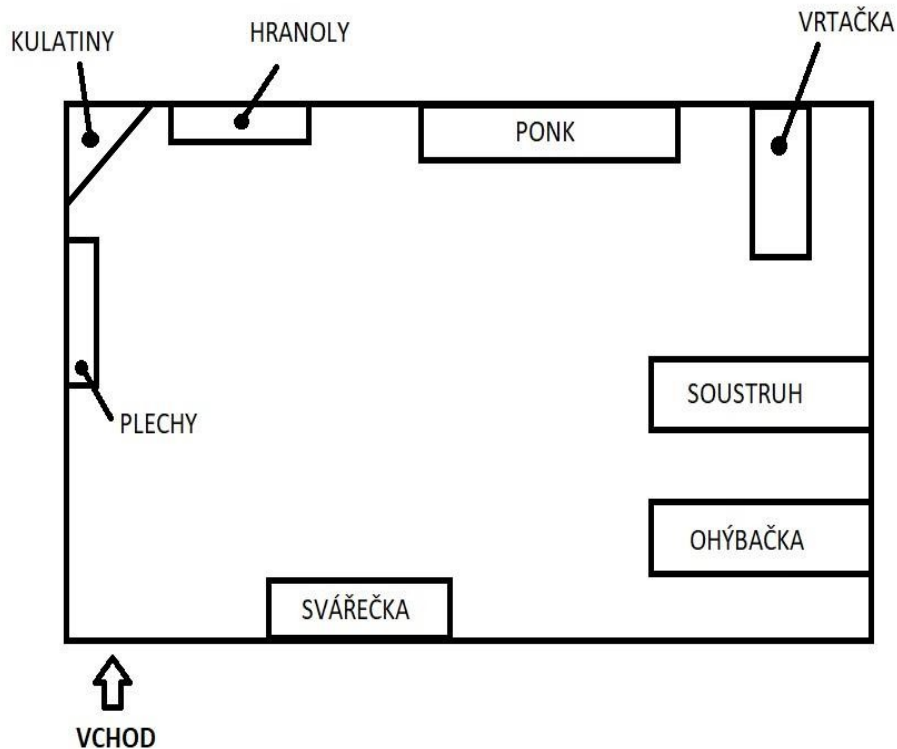 KULATINY
HRANOLY
VRTAČKA
PONK
PLECHY
SOUSTRUH
OHÝBAČKA
SVÁŘEČKA
VCHOD